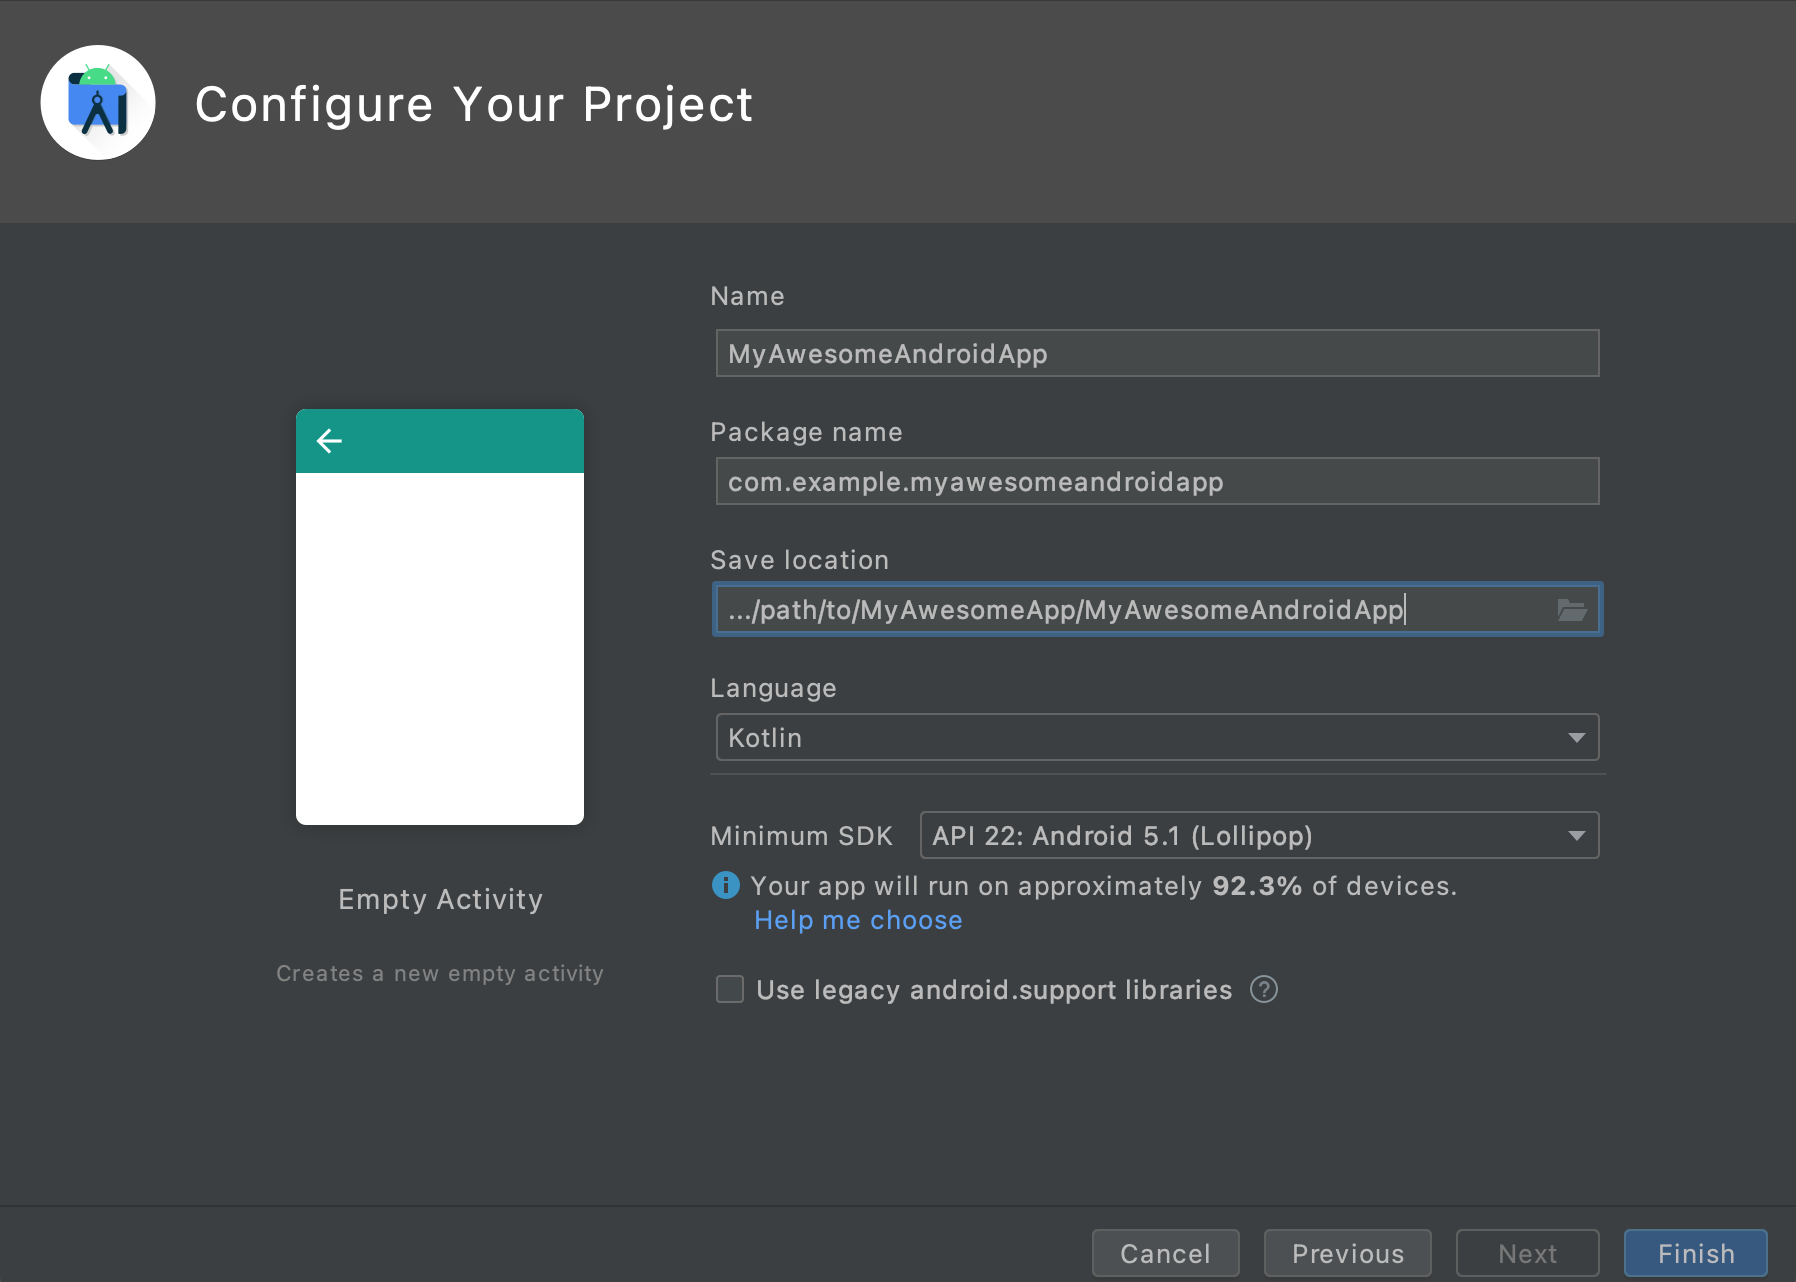 Configure Your Project
Name
MyAwesomeAndroidApp
Package name
com.example.myawesomeandroidapp
Save location
.../path/to/MyAwesomeApp/MyAwesomeAndroidApp
Language
Kotlin
Minimum SDK API 22: Android 5.1 (Lollipop)
Your app will run on approximately 92.3% of devices.
Help me choose
Use legacy android.support libraries ?
Empty Activity
Creates a new empty activity
Cancel Previous Next Finish